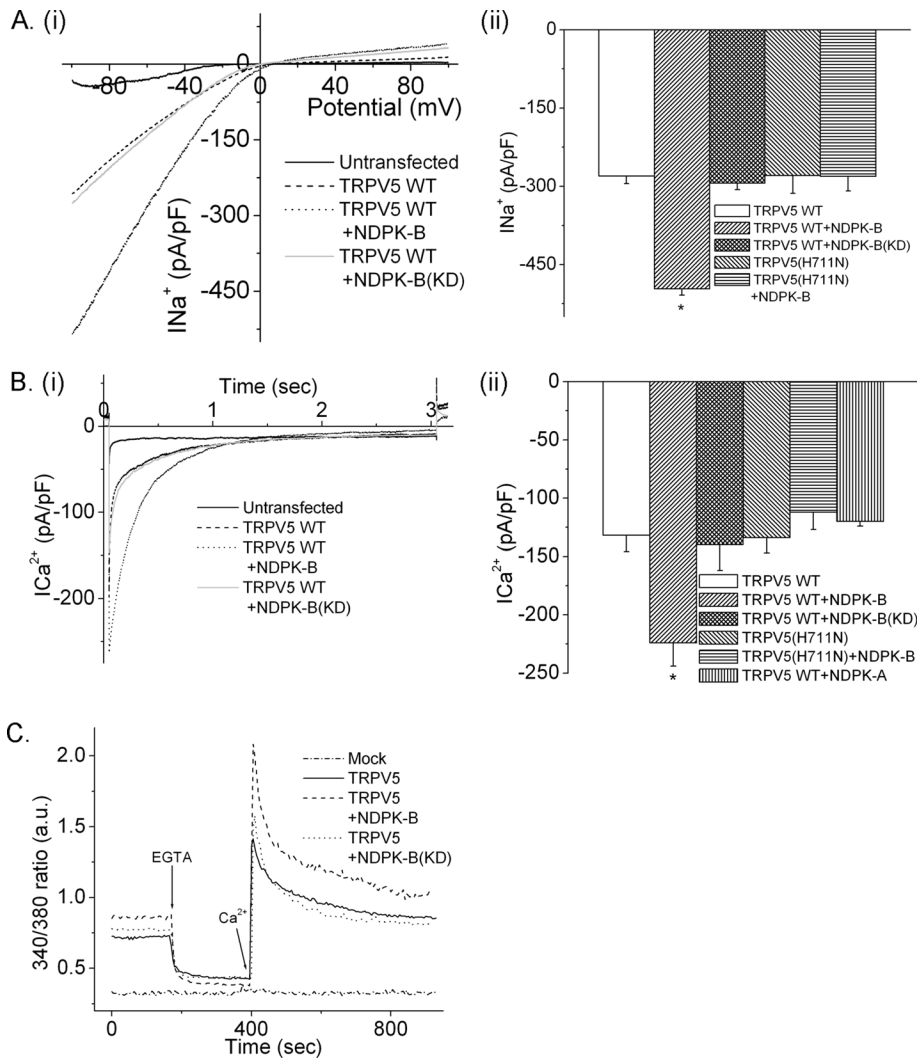 A. (i)
0
-80
-40
0
40
80
Potential (mV)
-150
-300
-450
INa+ (pA/pF)
Untransfected
TRPV5 WT
TRPV5 WT
+NDPK-B
TRPV5 WT
+NDPK-B(KD)
(ii)
0
-150
-300
-450
INa+ (pA/pF)
TRPV5 WT
TRPV5 WT+NDPK-B
TRPV5 WT+NDPK-B(KD)
TRPV5(H711N)
TRPV5(H711N)
+NDPK-B
*
B. (i)
Time (sec)
0
1
2
3
0
-100
-200
ICa2+ (pA/pF)
Untransfected
TRPV5 WT
TRPV5 WT
+NDPK-B
TRPV5 WT
+NDPK-B(KD)
(ii)
0
-50
-100
-150
-200
-250
ICa2+ (pA/pF)
TRPV5 WT
TRPV5 WT+NDPK-B
TRPV5 WT+NDPK-B(KD)
TRPV5(H711N)
TRPV5(H711N)+NDPK-B
TRPV5 WT+NDPK-A
*
C.
2.0
1.5
1.0
0.5
340/380 ratio (a.u.)
Mock
TRPV5
TRPV5
+NDPK-B
TRPV5
+NDPK-B(KD)
EGTA
Ca2+
0
400
800
Time (sec)